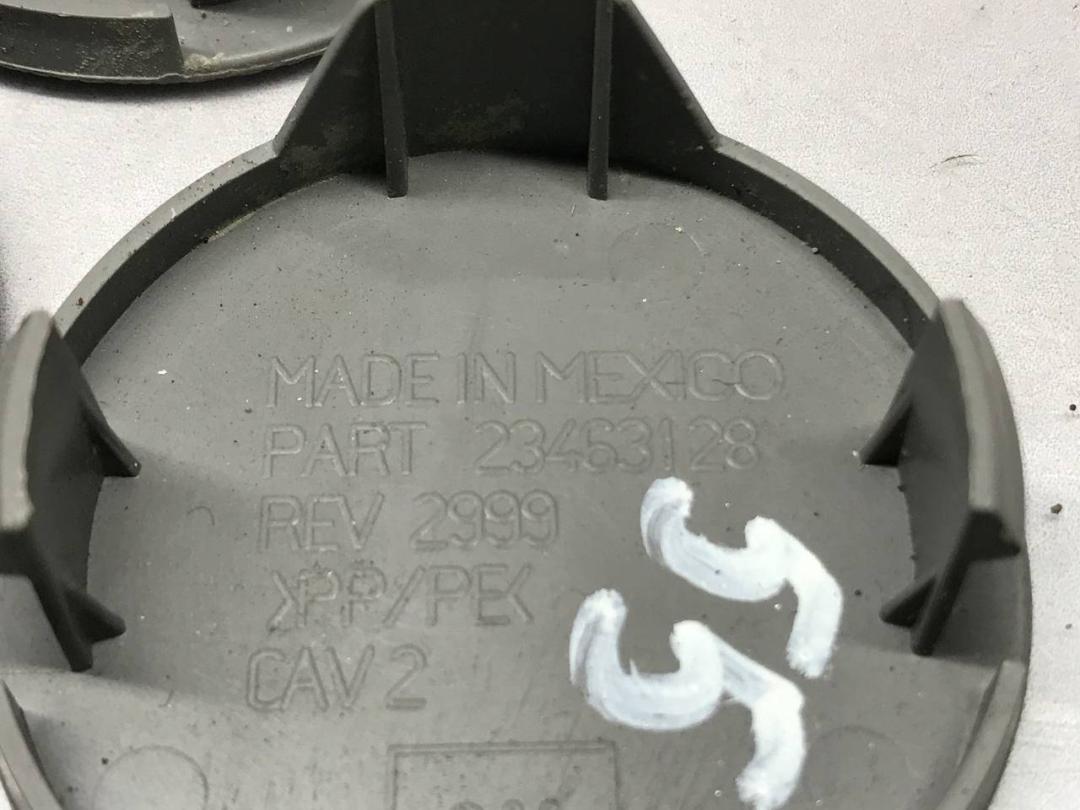 MADE IN MEXICO
PART 23463128
REV 2999
>PP/PE<
CAV 2
55